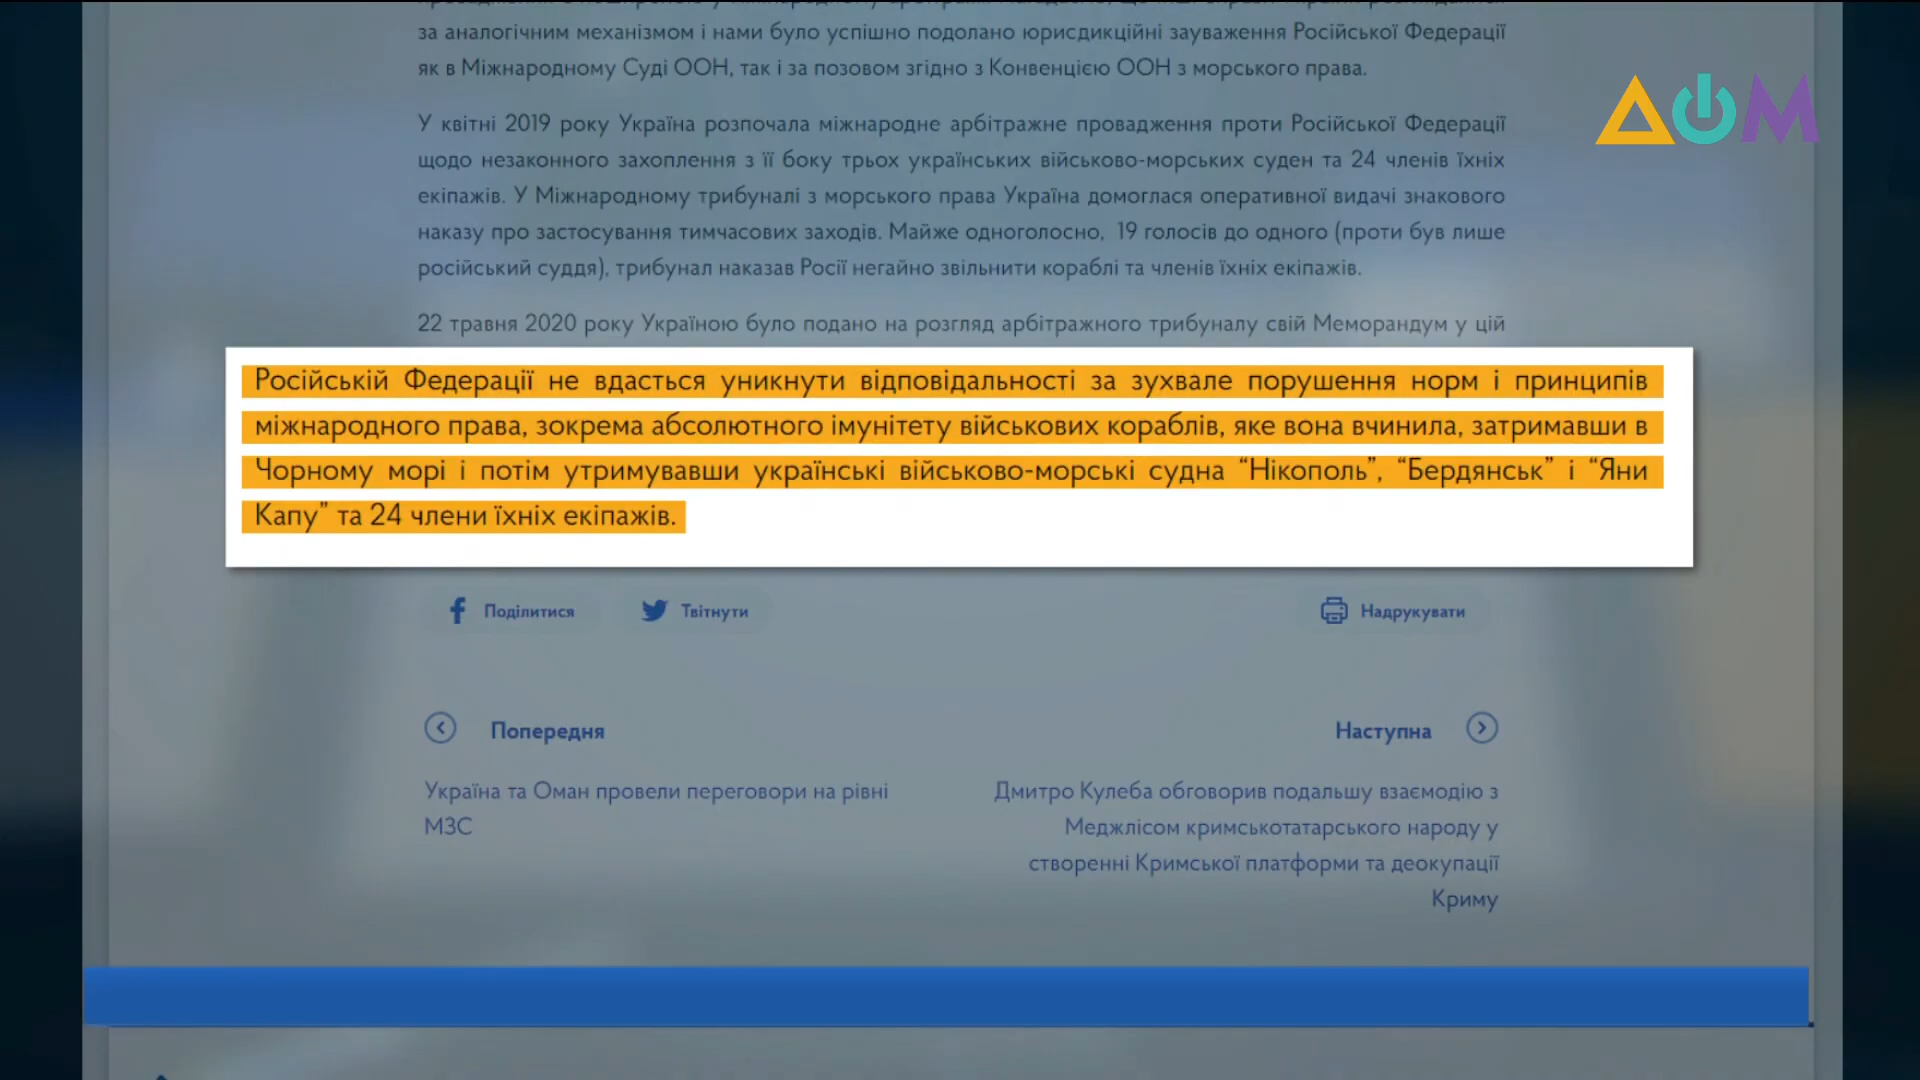 за аналогічним механізмом і нами було успішно подолано юрисдикційні зауваження Російської Федерації
як в Міжнародному Суді ООН, так і за позовом згідно з Конвенцією ООН з морського права.
У квітні 2019 року Україна розпочала міжнародне арбітражне провадження проти Російської Федерації
щодо незаконного захоплення з її боку трьох українських військово-морських суден та 24 членів їхніх
екіпажів. У Міжнародному трибуналі з морського права Україна домоглася оперативної видачі знакового
наказу про застосування тимчасових заходів. Майже одноголосно, 19 голосів до одного (проти був лише
російський суддя), трибунал наказав Росії негайно звільнити кораблі та членів їхніх екіпажів.
22 травня 2020 року Україною було подано на розгляд арбітражного трибуналу свій Меморандум у цій
Російській Федерації не вдасться уникнути відповідальності за зухвале порушення норм і принципів
міжнародного права, зокрема абсолютного імунітету військових кораблів, яке вона вчинила, затримавши в
Чорному морі і потім утримувавши українські військово-морські судна “Нікополь”, “Бердянськ” і “Яни
Капу” та 24 члени їхніх екіпажів.
Поділитися Твітнути Надрукувати
Попередня Наступна
Україна та Оман провели переговори на рівні
МЗС
Дмитро Кулеба обговорив подальшу взаємодію з
Меджлісом кримськотатарського народу у
створенні Кримської платформи та деокупації
Криму
ДОМ